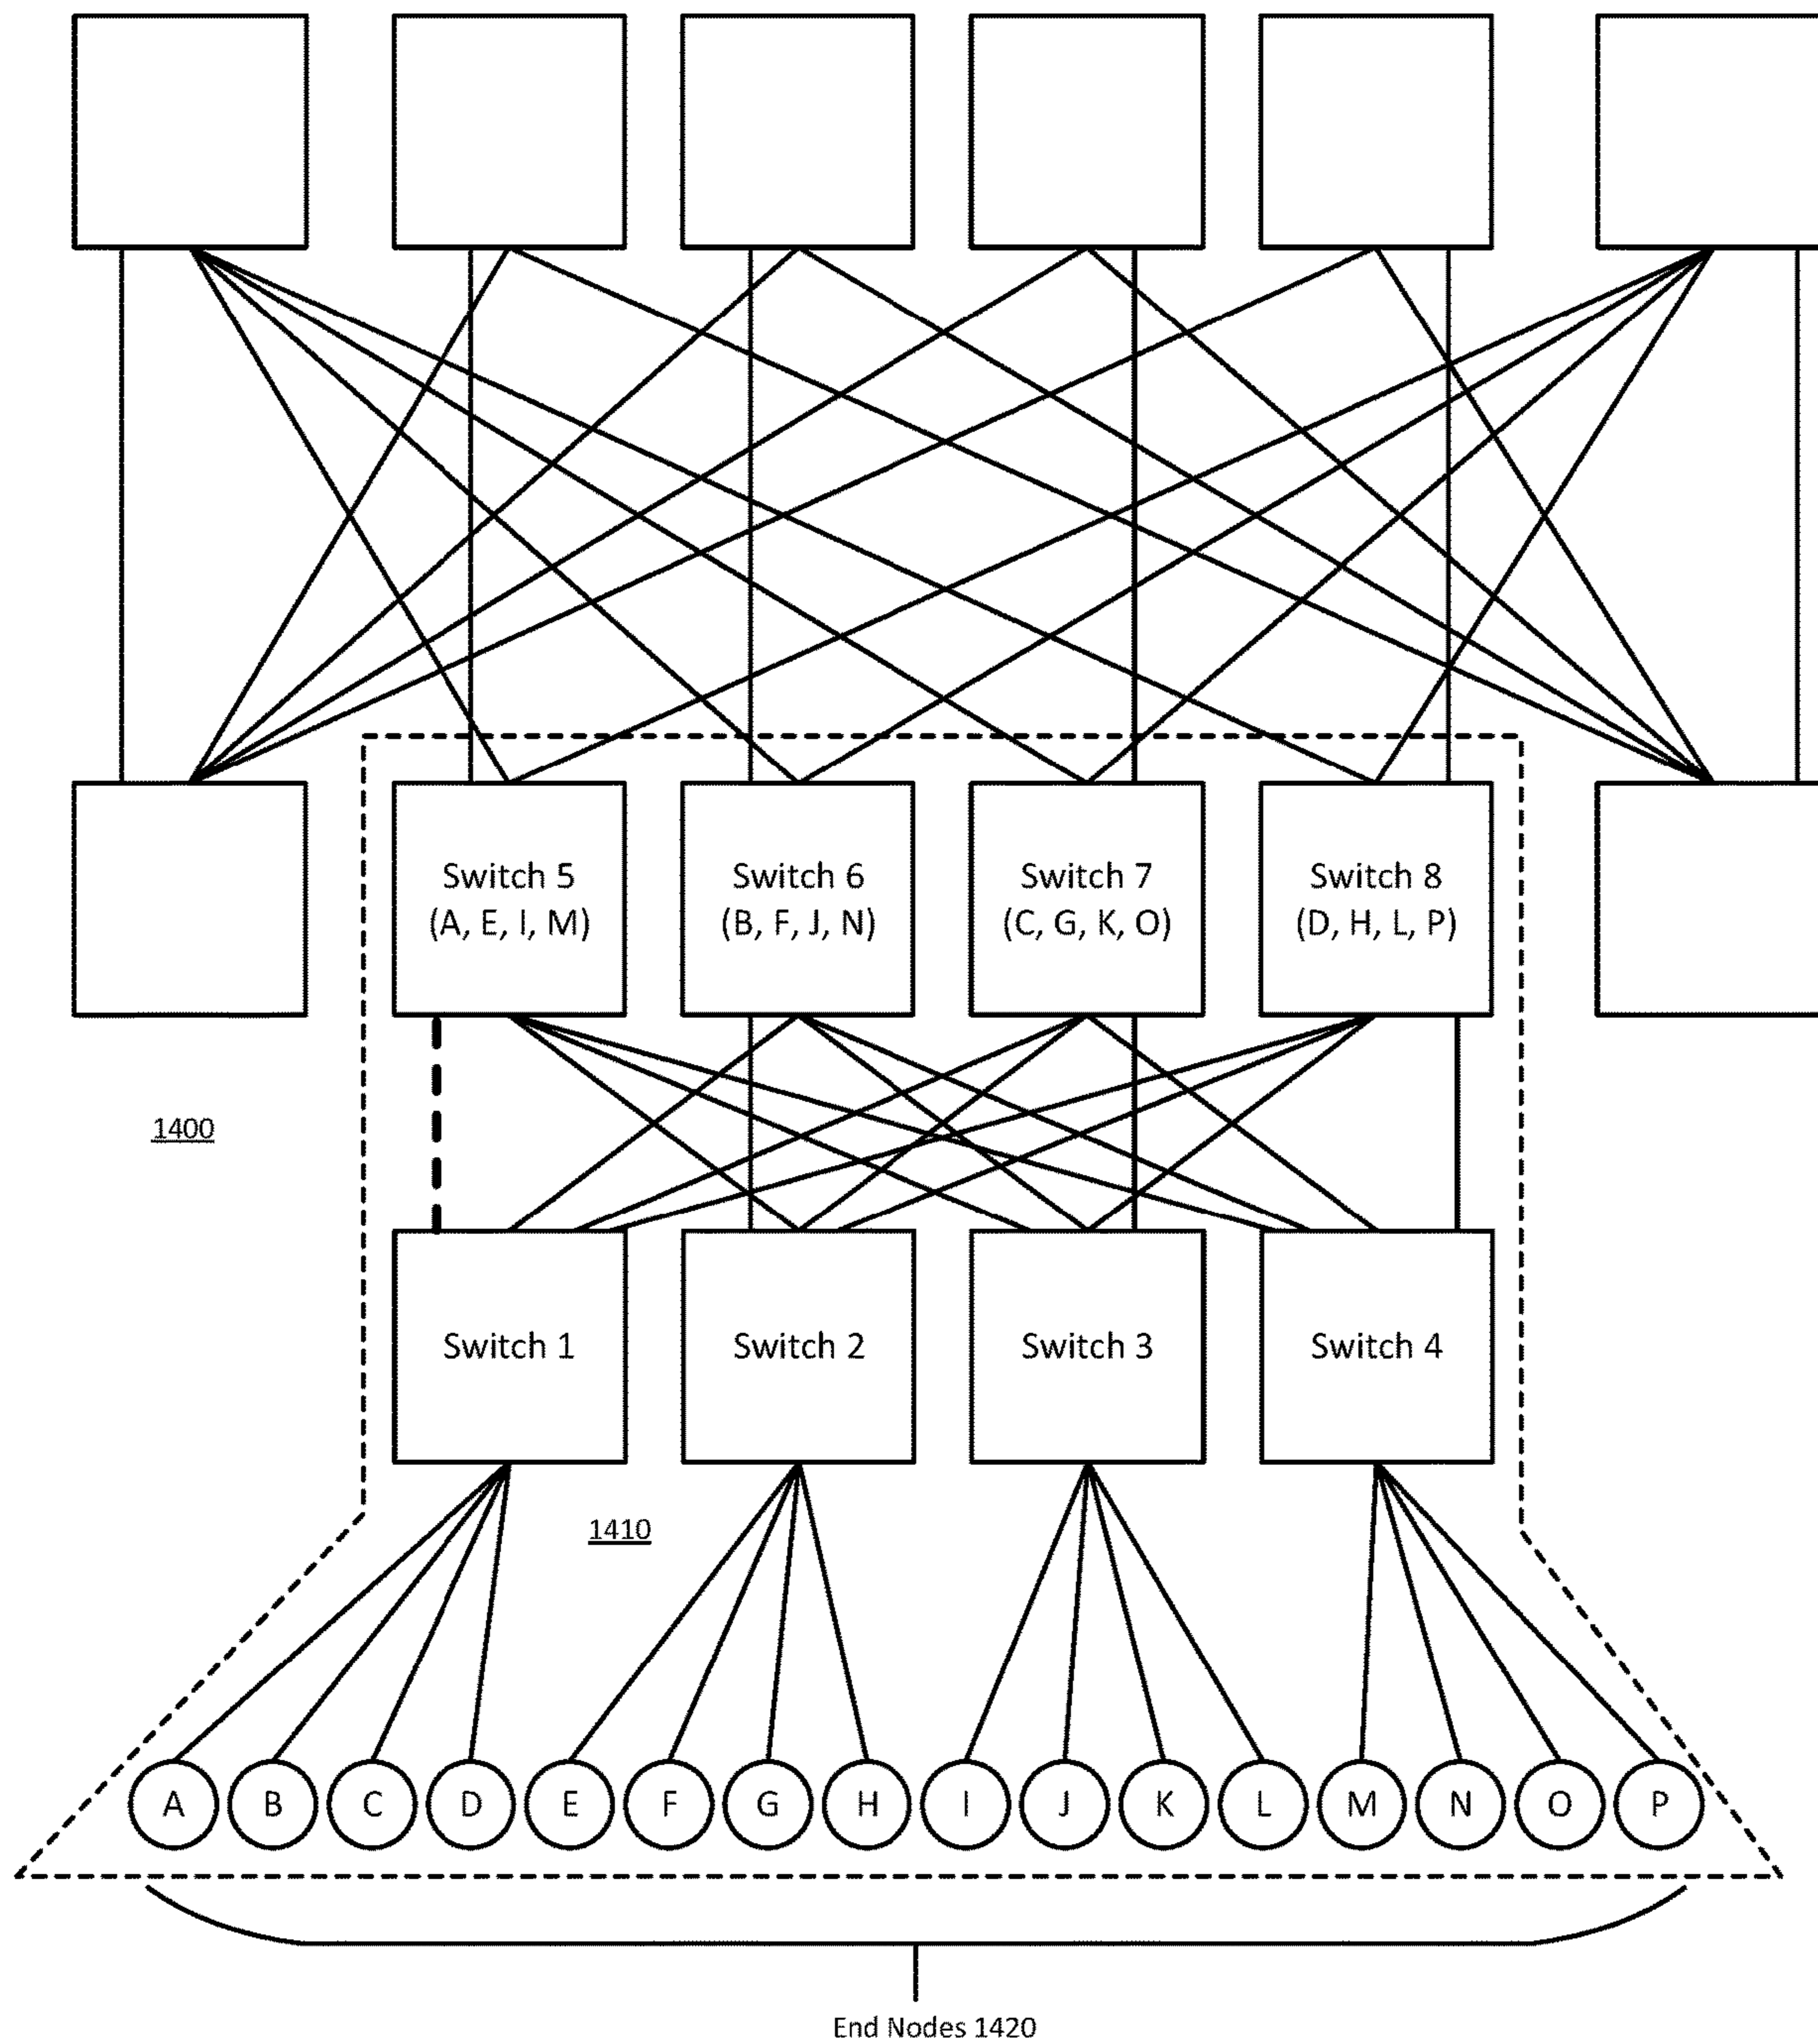 Switch 5
(A, E, I, M)
Switch 6
(B, F, J, N)
Switch 7
(C, G, K, O)
Switch 8
(D, H, L, P)
1400
Switch 1
Switch 2
Switch 3
Switch 4
1410
A
B
C
D
E
F
G
H
I
J
K
L
M
N
O
P
End Nodes 1420